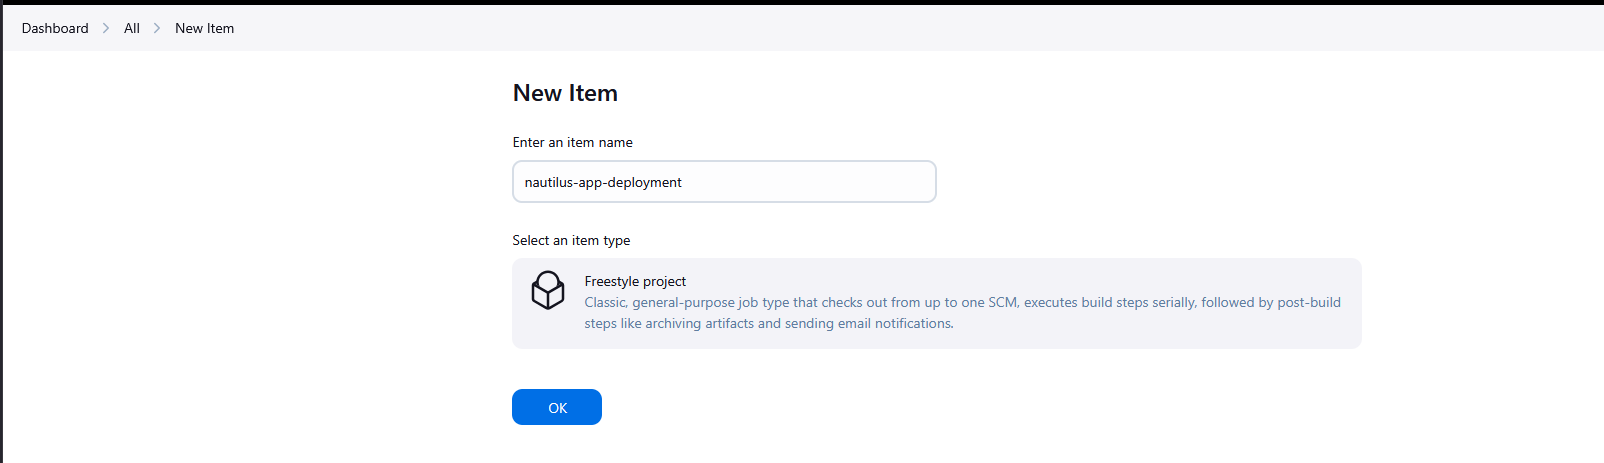 Dashboard > All > New Item
New Item
Enter an item name
nautilus-app-deployment
Select an item type
Freestyle project
Classic, general-purpose job type that checks out from up to one SCM, executes build steps serially, followed by post-build
steps like archiving artifacts and sending email notifications.
OK